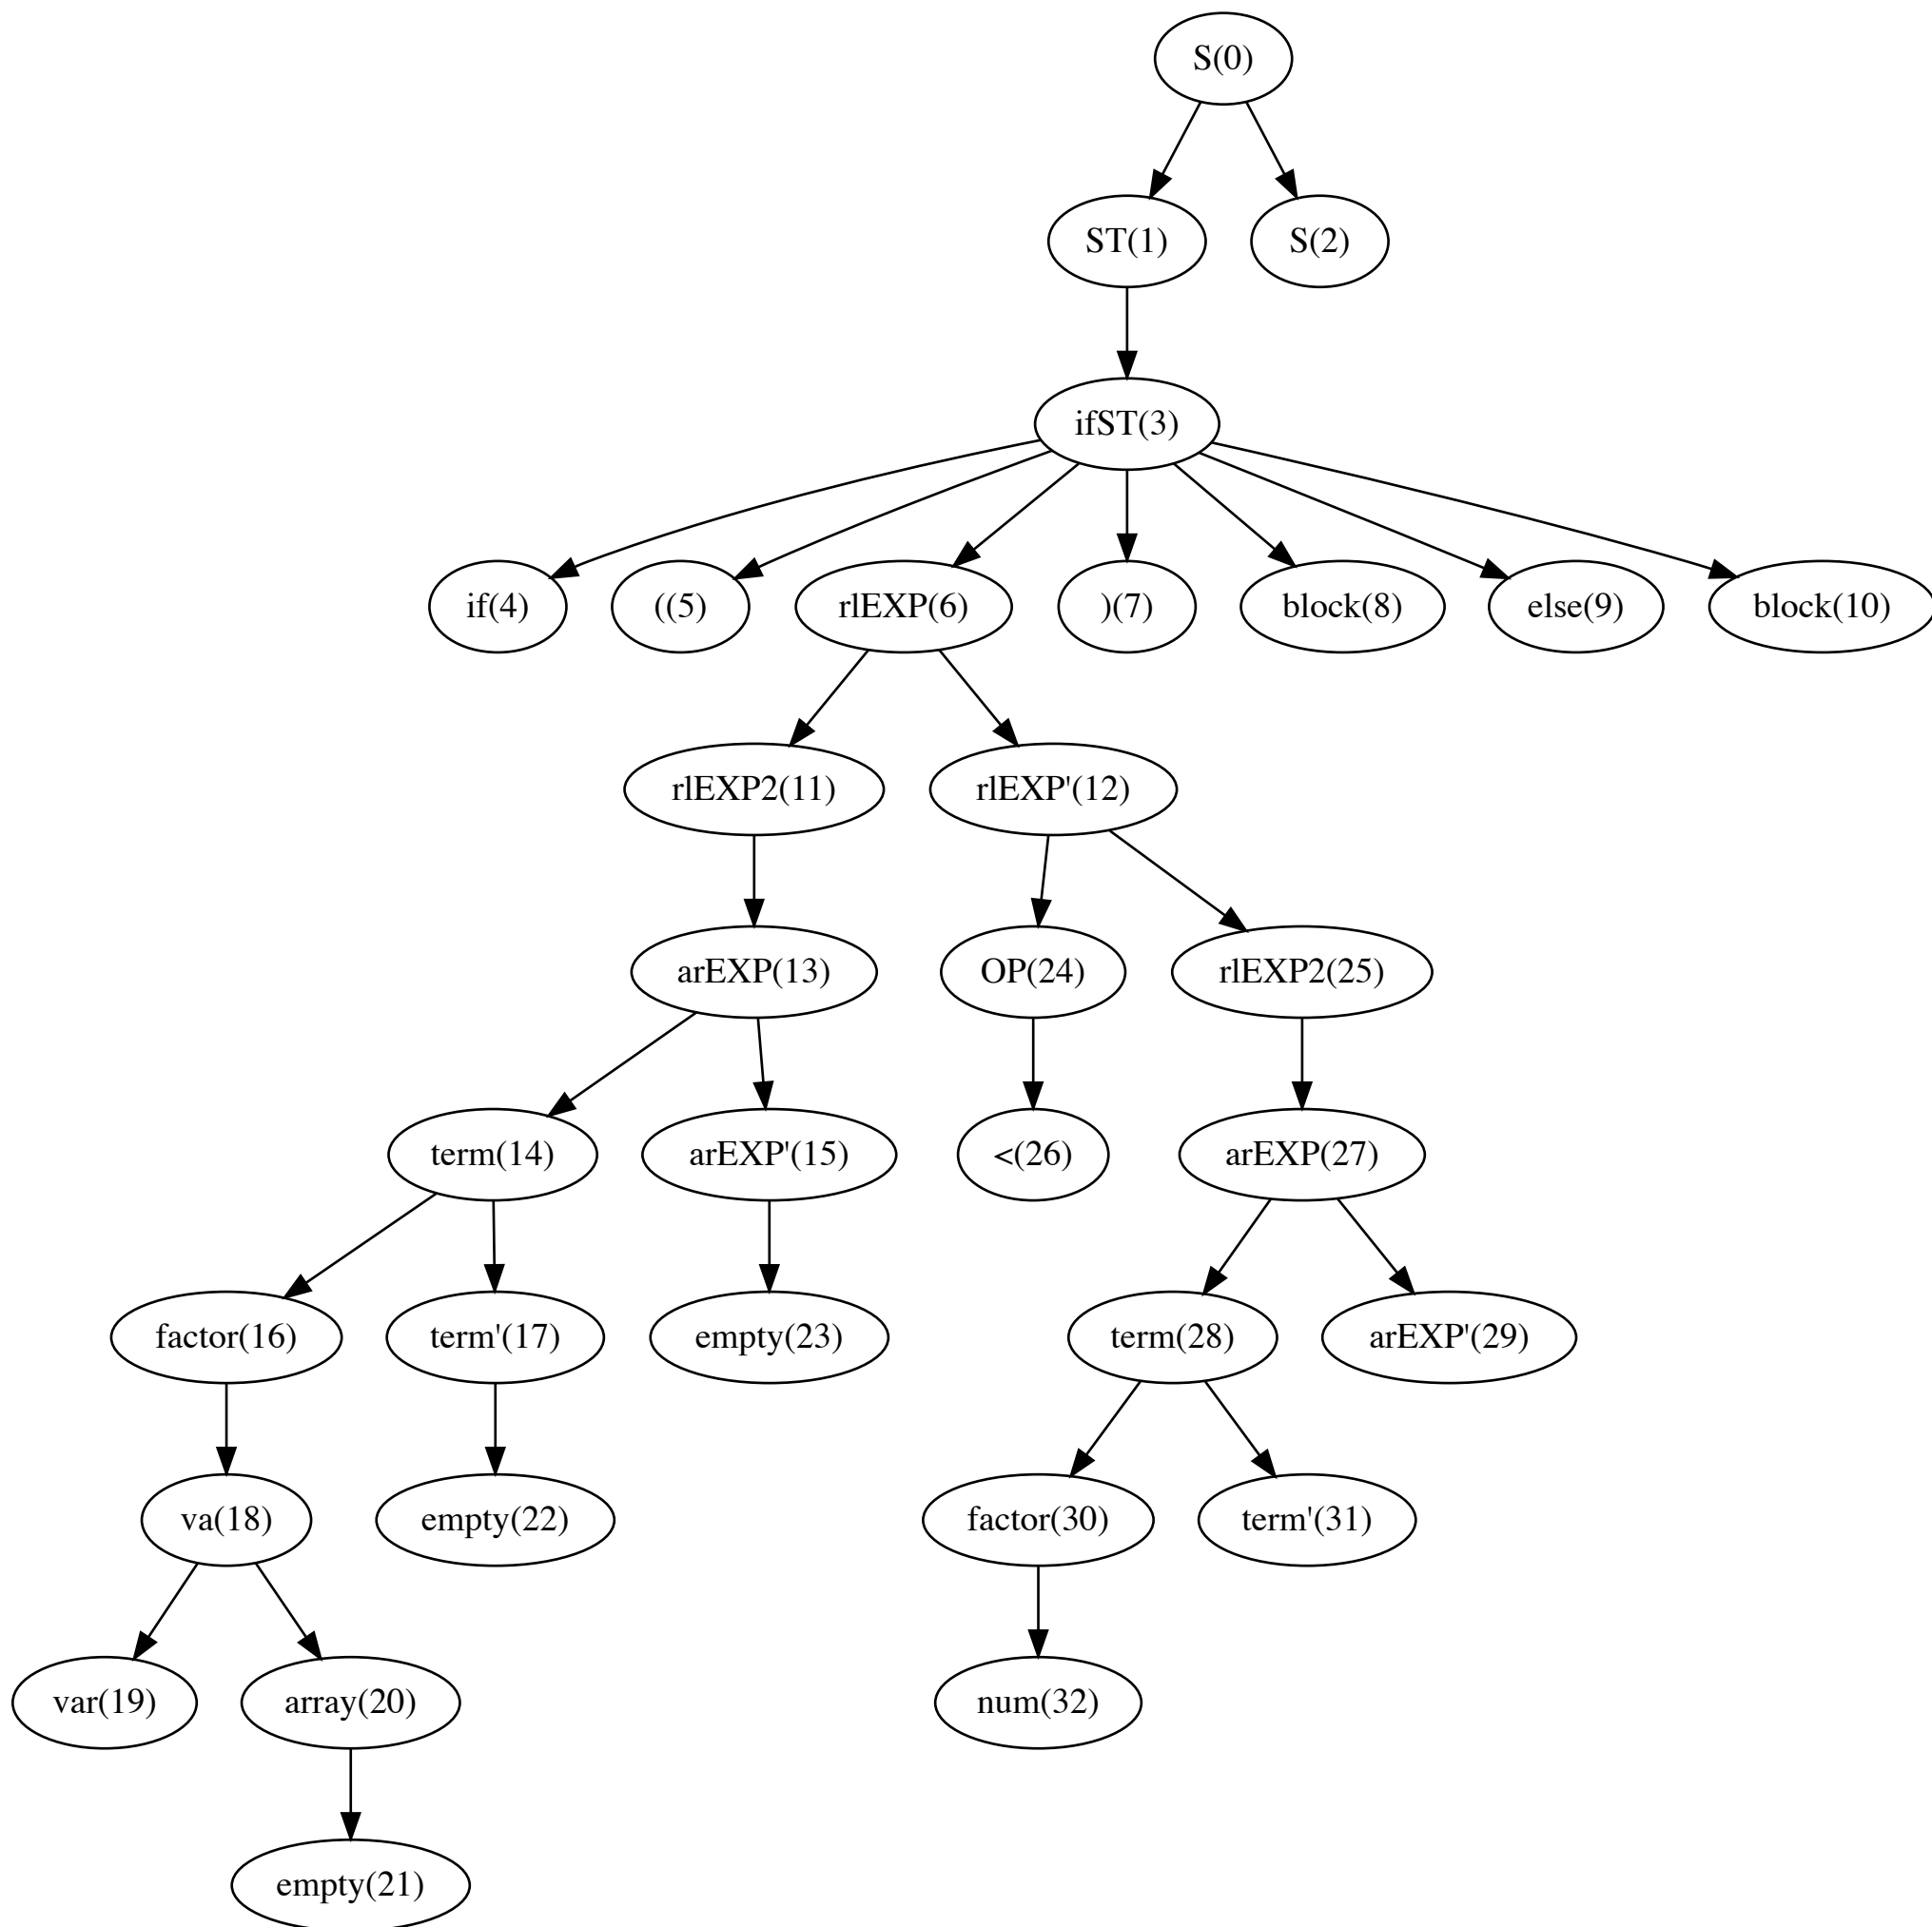 S(0)
ST(1)
S(2)
ifST(3)
if(4)
((5)
rlEXP(6)
)(7)
block(8)
else(9)
block(10)
rlEXP2(11)
rlEXP'(12)
arEXP(13)
OP(24)
rlEXP2(25)
term(14)
arEXP'(15)
<(26)
arEXP(27)
factor(16)
term'(17)
empty(23)
term(28)
arEXP'(29)
va(18)
empty(22)
factor(30)
term'(31)
var(19)
array(20)
num(32)
empty(21)